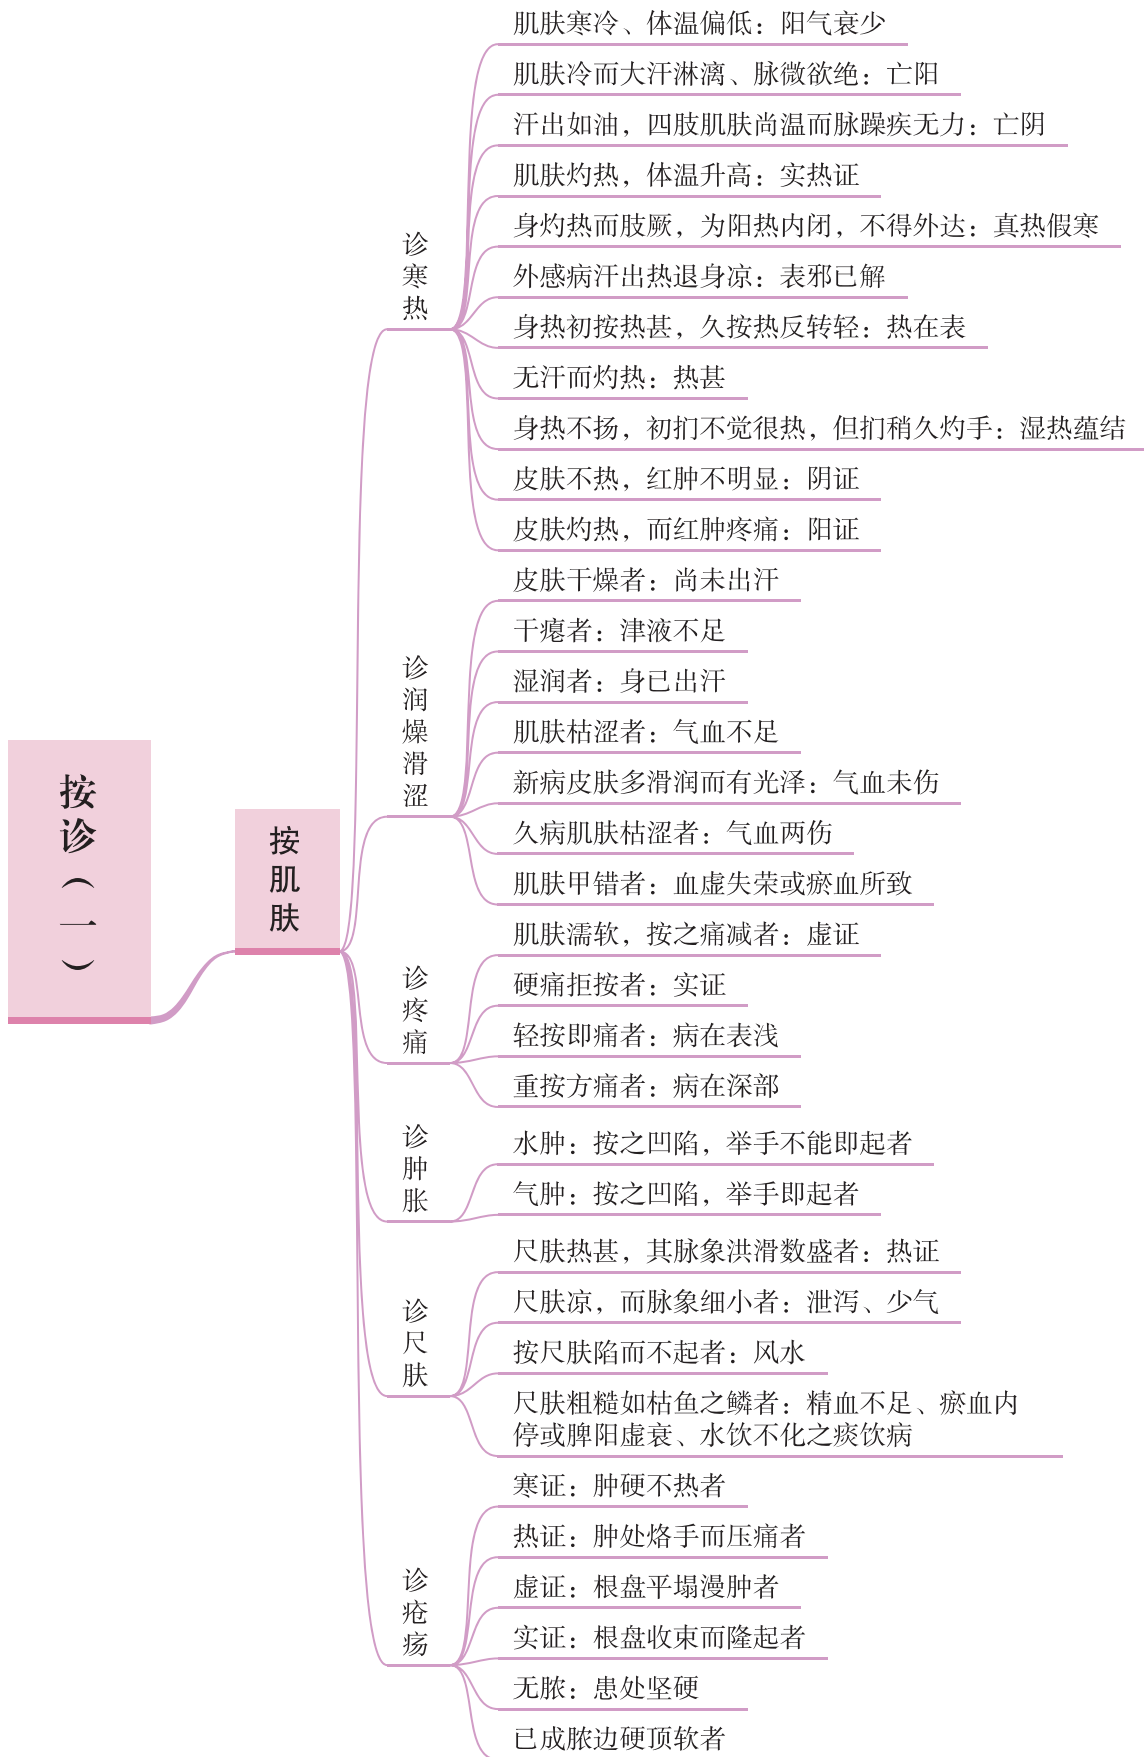 按诊（一）
按肌肤
诊寒热
肌肤寒冷、体温偏低：阳气衰少
肌肤冷而大汗淋漓、脉微欲绝：亡阳
汗出如油，四肢肌肤尚温而脉躁疾无力：亡阴
肌肤灼热，体温升高：实热证
身灼热而肢厥，为阳热内闭，不得外达：真热假寒
外感病汗出热退身凉：表邪已解
身热初按热甚，久按热反转轻：热在表
无汗而灼热：热甚
身热不扬，初扪不觉很热，但扪稍久灼手：湿热蕴结
皮肤不热，红肿不明显：阴证
皮肤灼热，而红肿疼痛：阳证
诊润燥滑涩
皮肤干燥者：尚未出汗
干瘪者：津液不足
湿润者：身已出汗
肌肤枯涩者：气血不足
新病皮肤多滑润而有光泽：气血未伤
久病肌肤枯涩者：气血两伤
肌肤甲错者：血虚失荣或瘀血所致
诊疼痛
肌肤濡软，按之痛减者：虚证
硬痛拒按者：实证
轻按即痛者：病在表浅
重按方痛者：病在深部
诊肿胀
水肿：按之凹陷，举手不能即起者
气肿：按之凹陷，举手即起者
诊尺肤
尺肤热甚，其脉象洪滑数盛者：热证
尺肤凉，而脉象细小者：泄泻、少气
按尺肤陷而不起者：风水
尺肤粗糙如枯鱼之鳞者：精血不足、瘀血内
停或脾阳虚衰、水饮不化之痰饮病
诊疮疡
寒证：肿硬不热者
热证：肿处烙手而压痛者
虚证：根盘平塌漫肿者
实证：根盘收束而隆起者
无脓：患处坚硬
已成脓边硬顶软者